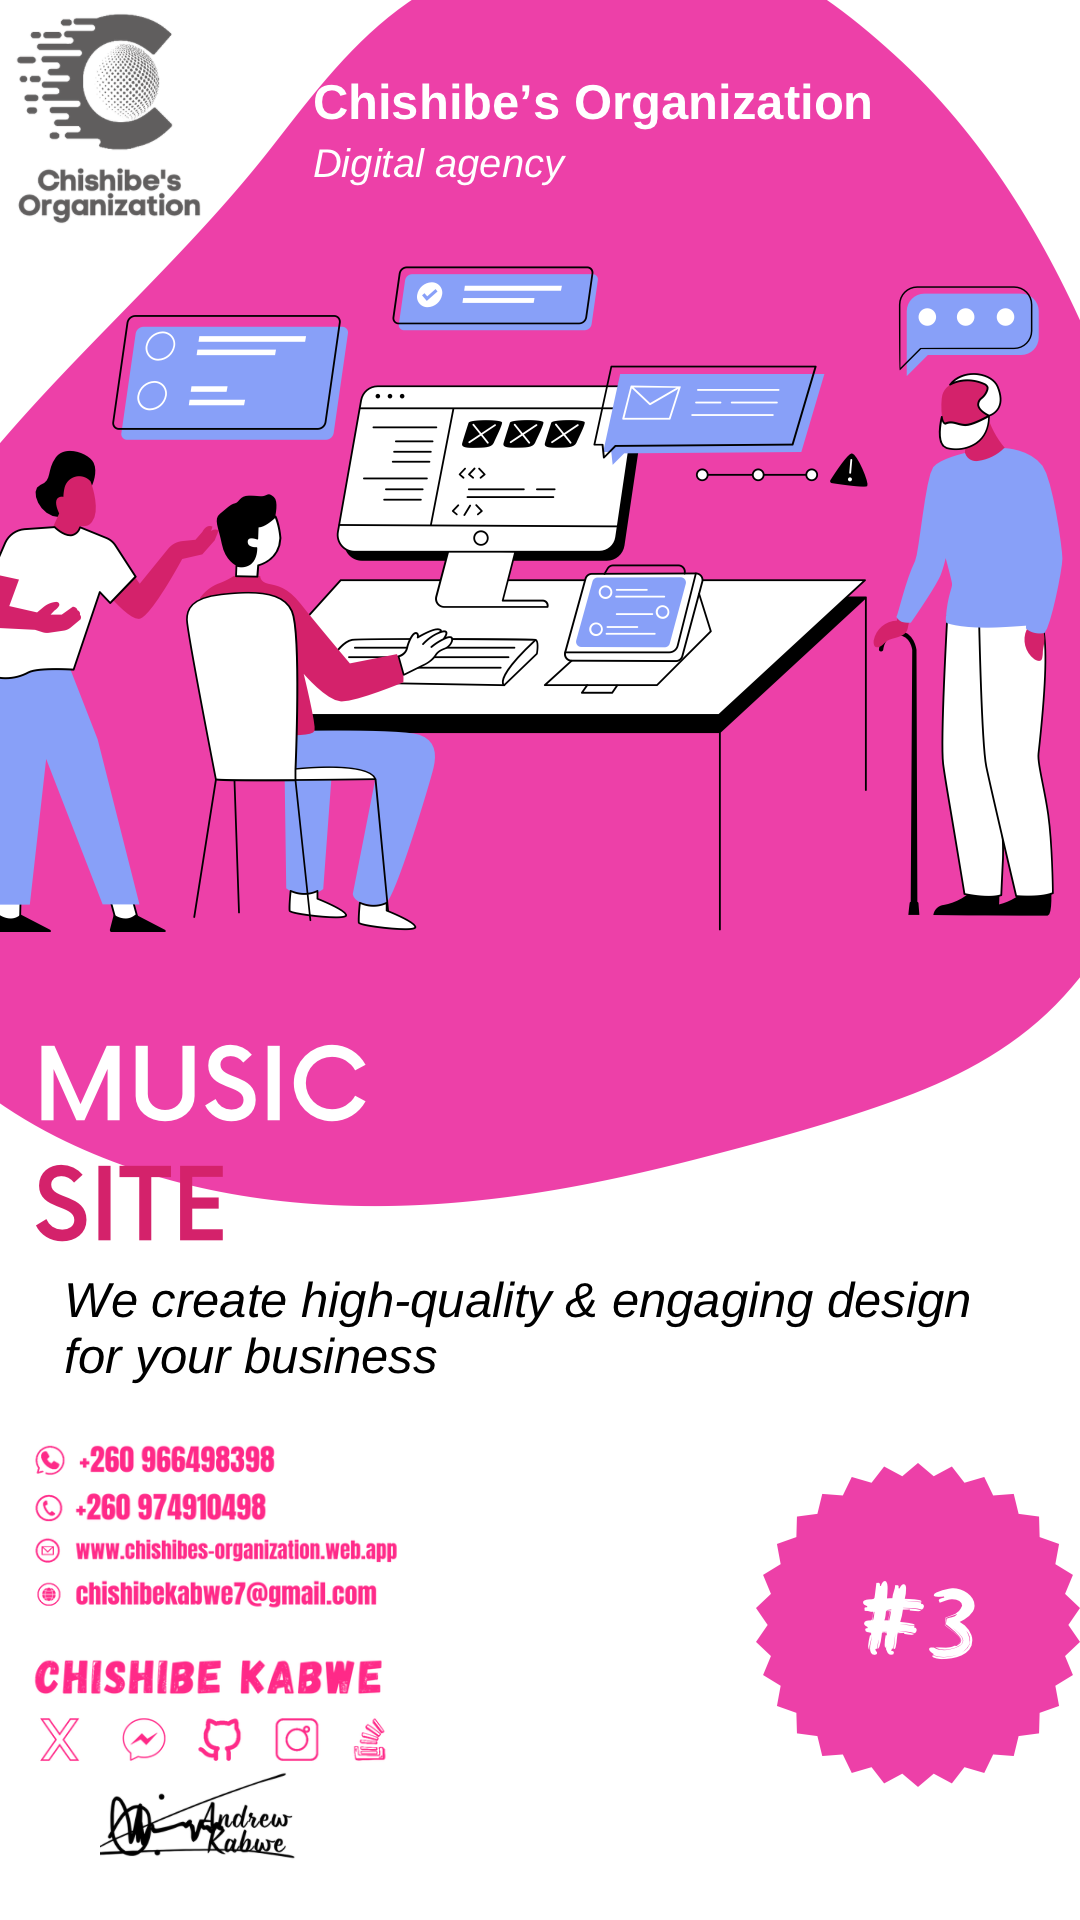 Chishibe's
Organization
Chishibe’s Organization
Digital agency
MUSIC
SITE
We create high-quality & engaging design
for your business
+260 966498398
+260 974910498
www.chishibes-organization.web.app
chishibekabwe7@gmail.com
CHISHIBE KABWE
Andrew
Kabwe
#3